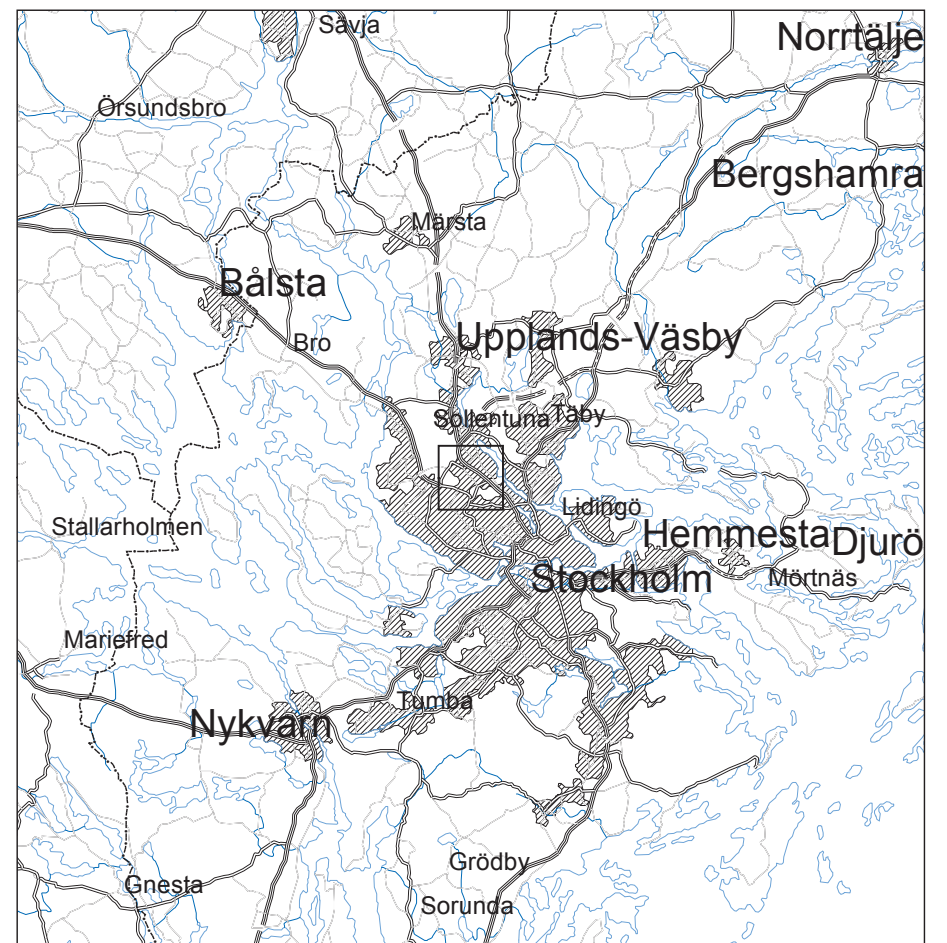 Sävja
Norrtälje
Örsundsbro
Bergshamra
Märsta
Bålsta
Upplands-Väsby
Bro
Sollentuna
Täby
Lidingö
Stallarholmen
Hemmesta
Djurö
Stockholm
Mörtnäs
Mariefred
Tumba
Nykvarn
Grödby
Gnesta
Sorunda